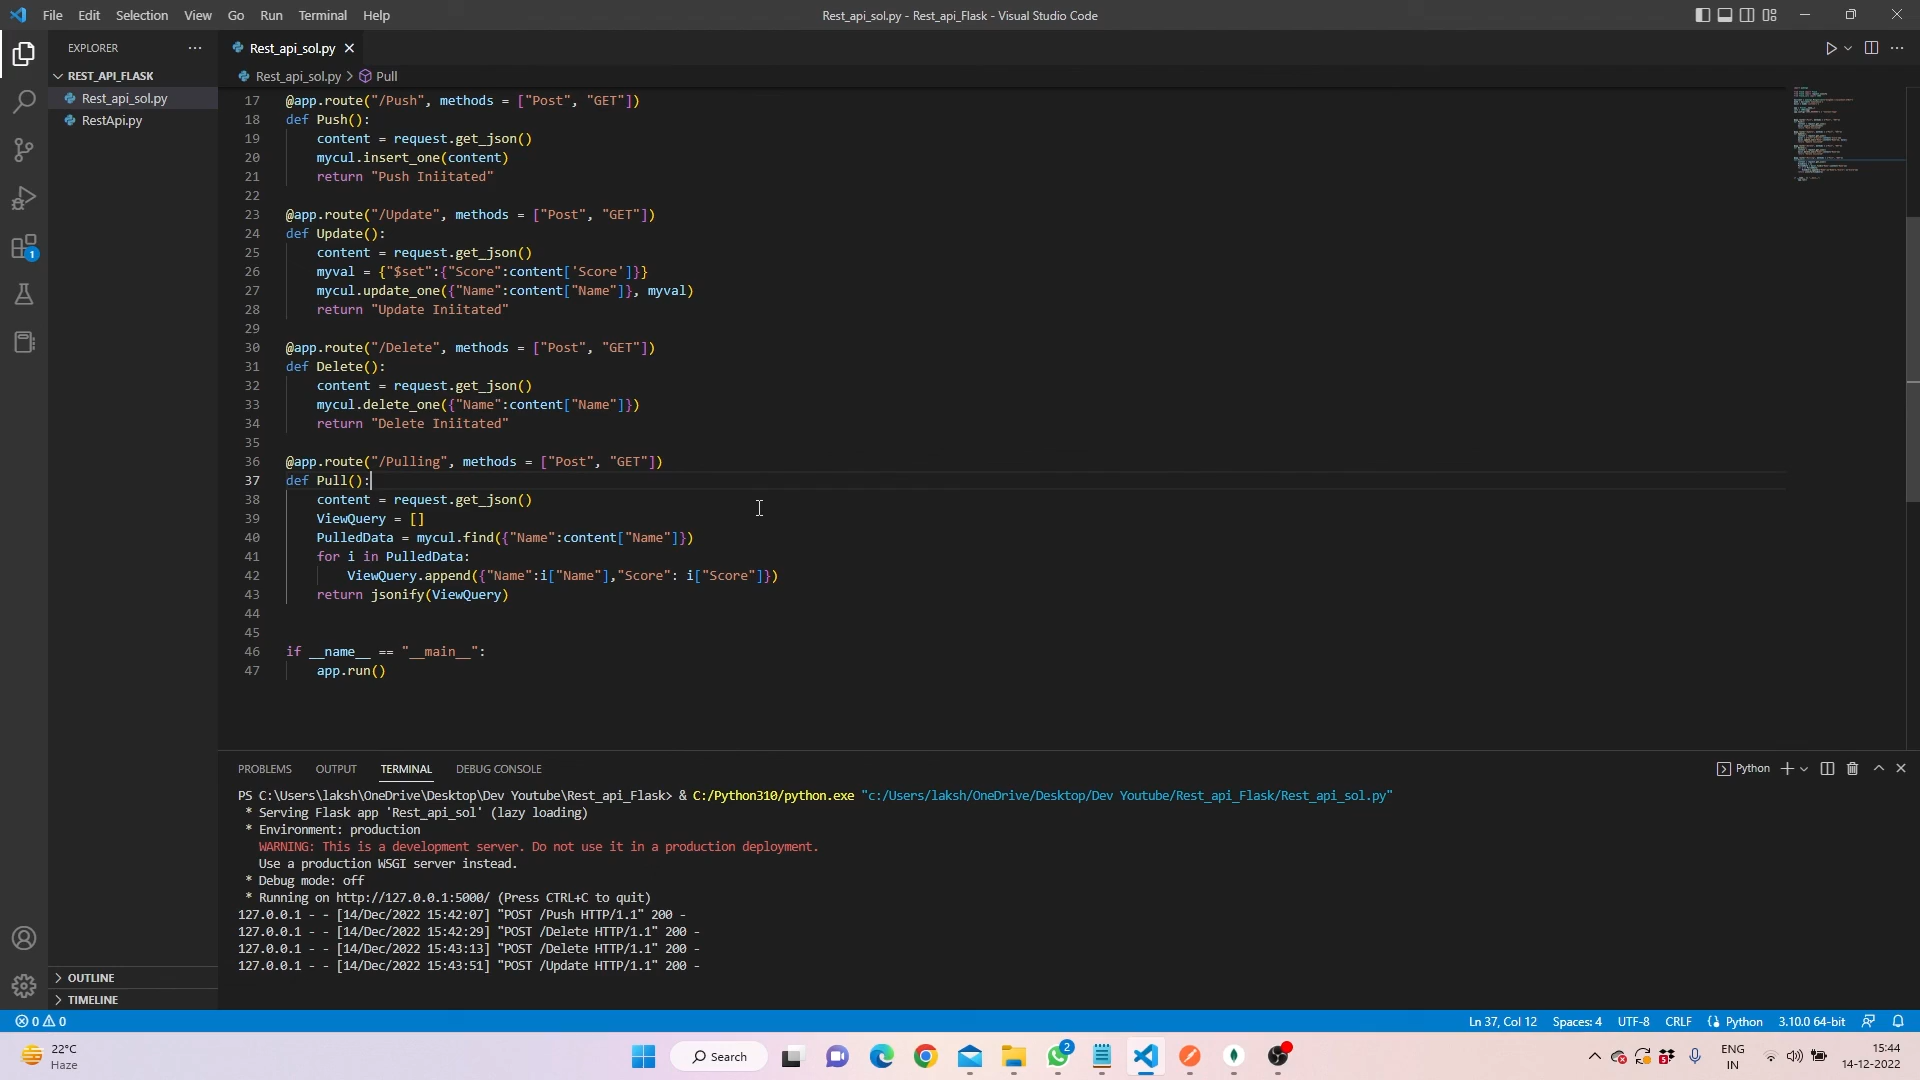 File Edit Selection View Go Run Terminal Help
Rest_api_sol.py - Rest_api_Flask - Visual Studio Code
EXPLORER
REST_API_FLASK
Rest_api_sol.py
RestApi.py
Rest_api_sol.py
Rest_api_sol.py > Pull
17 @app.route("/Push", methods = ["Post", "GET"])
18 def Push():
19 content = request.get_json()
20 mycul.insert_one(content)
21 return "Push Iniitated"
22
23 @app.route("/Update", methods = ["Post", "GET"])
24 def Update():
25 content = request.get_json()
26 myval = {"$set":{"Score":content['Score']}}
27 mycul.update_one({"Name":content["Name"]}, myval)
28 return "Update Iniitated"
29
30 @app.route("/Delete", methods = ["Post", "GET"])
31 def Delete():
32 content = request.get_json()
33 mycul.delete_one({"Name":content["Name"]})
34 return "Delete Iniitated"
35
36 @app.route("/Pulling", methods = ["Post", "GET"])
37 def Pull():
38 content = request.get_json()
39 ViewQuery = []
40 PulledData = mycul.find({"Name":content["Name"]})
41 for i in PulledData:
42 ViewQuery.append({"Name":i["Name"],"Score": i["Score"]})
43 return jsonify(ViewQuery)
44
45
46 if __name__ == "__main__":
47 app.run()
PROBLEMS OUTPUT TERMINAL DEBUG CONSOLE
Python
PS C:\Users\laksh\OneDrive\Desktop\Dev Youtube\Rest_api_Flask> & C:/Python310/python.exe "c:/Users/laksh/OneDrive/Desktop/Dev Youtube/Rest_api_Flask/Rest_api_sol.py"
* Serving Flask app 'Rest_api_sol' (lazy loading)
* Environment: production
WARNING: This is a development server. Do not use it in a production deployment.
Use a production WSGI server instead.
* Debug mode: off
* Running on http://127.0.0.1:5000/ (Press CTRL+C to quit)
127.0.0.1 - - [14/Dec/2022 15:42:07] "POST /Push HTTP/1.1" 200 -
127.0.0.1 - - [14/Dec/2022 15:42:29] "POST /Delete HTTP/1.1" 200 -
127.0.0.1 - - [14/Dec/2022 15:43:13] "POST /Delete HTTP/1.1" 200 -
127.0.0.1 - - [14/Dec/2022 15:43:51] "POST /Update HTTP/1.1" 200 -
OUTLINE
TIMELINE
0 0
Ln 37, Col 12 Spaces: 4 UTF-8 CRLF Python 3.10.0 64-bit
22°C
Haze
Search
2
ENG
IN
15:44
14-12-2022